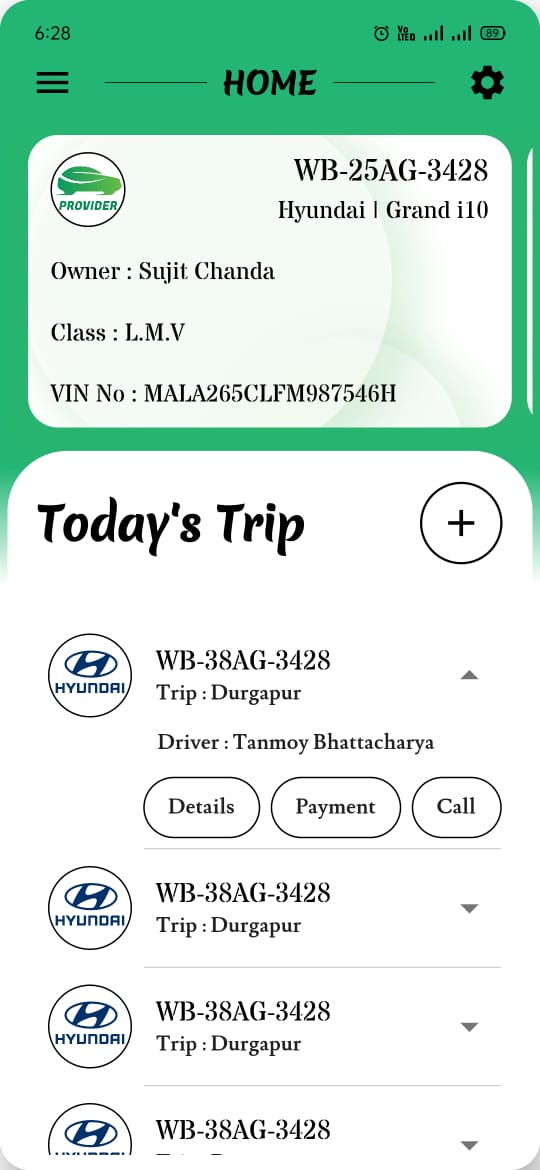 6:28
Vo LTED 89
HOME
PROVIDER
WB-25AG-3428
Hyundai | Grand i10
Owner : Sujit Chanda
Class : L.M.V
VIN No : MALA265CLFM987546H
Today's Trip
HYUNDAI
WB-38AG-3428
Trip : Durgapur
Driver : Tanmoy Bhattacharya
Details Payment Call
HYUNDAI
WB-38AG-3428
Trip : Durgapur
HYUNDAI
WB-38AG-3428
Trip : Durgapur
WB-38AG-3428